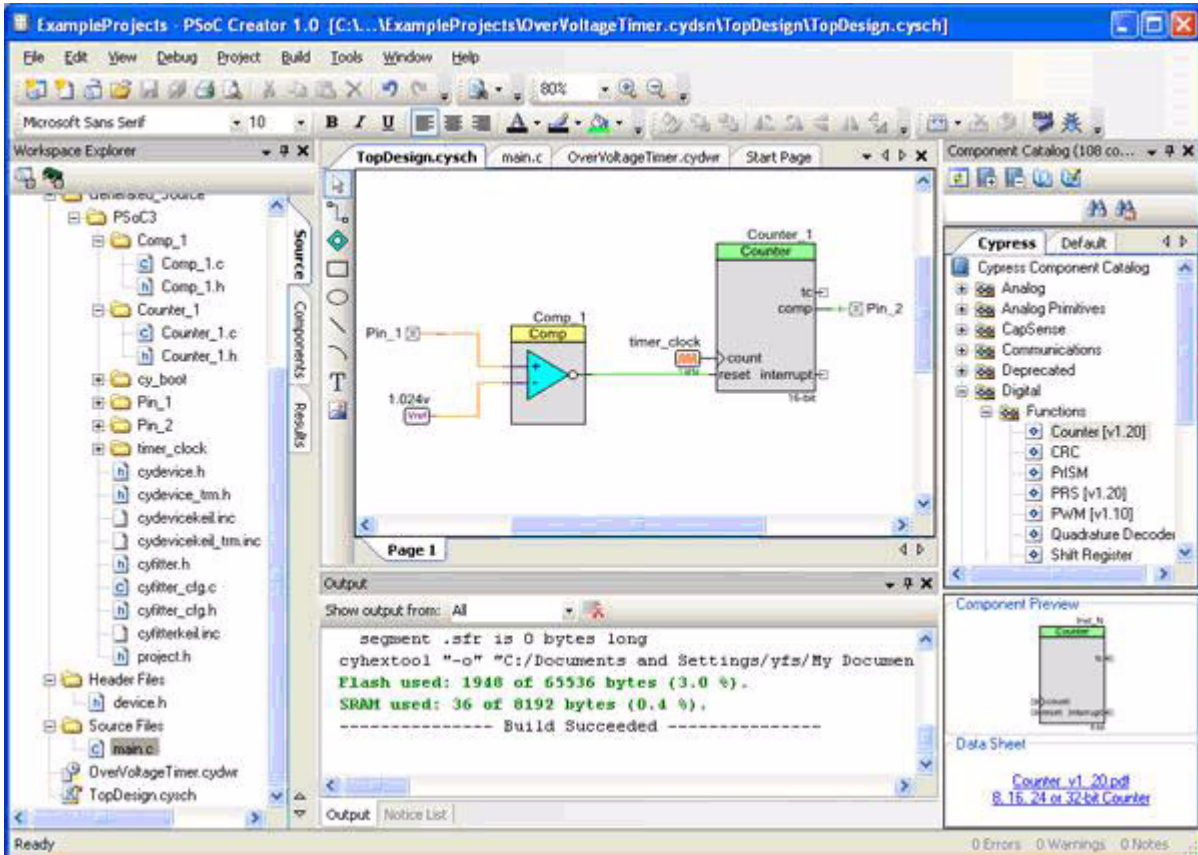 ExampleProjects - PSoC Creator 1.0 [C:\...\ExampleProjects\OverVoltageTimer.cydsn\TopDesign\TopDesign.cysch]
File Edit View Debug Project Build Tools Window Help
80%
Microsoft Sans Serif 10 B I U A
Workspace Explorer
Generated_Source
PSoC3
Comp_1
Comp_1.c
Comp_1.h
Counter_1
Counter_1.c
Counter_1.h
cy_boot
Pin_1
Pin_2
timer_clock
cydevice.h
cydevice_trm.h
cydevicekeil.inc
cydevicekeil_trm.inc
cyfitter.h
cyfitter_cfg.c
cyfitter_cfg.h
cyfitterkeil.inc
project.h
Header Files
device.h
Source Files
main.c
OverVoltageTimer.cydwr
TopDesign.cysch
Source
Components
Results
TopDesign.cysch main.c OverVoltageTimer.cydwr Start Page
T
Pin_1
1.024v
Vref
Comp_1
Comp
timer_clock
Counter_1
Counter
tc
comp
Pin_2
count
reset interrupt
16-bit
Page 1
Output
Show output from: All
segment .sfr is 0 bytes long
cyhextool "-o" "C:/Documents and Settings/yfs/My Documen
Flash used: 1948 of 65536 bytes (3.0 %).
SRAM used: 36 of 8192 bytes (0.4 %).
--------------- Build Succeeded ---------------
Output Notice List
Component Catalog (108 co...
Cypress Default
Cypress Component Catalog
Analog
Analog Primitives
CapSense
Communications
Deprecated
Digital
Functions
Counter [v1.20]
CRC
PrISM
PRS [v1.20]
PWM [v1.10]
Quadrature Decoder
Shift Register
Component Preview
Inst_N
Counter
tc
count
reset interrupt
Data Sheet
Counter_v1_20.pdf
8, 16, 24 or 32-bit Counter
Ready
0 Errors 0 Warnings 0 Notes